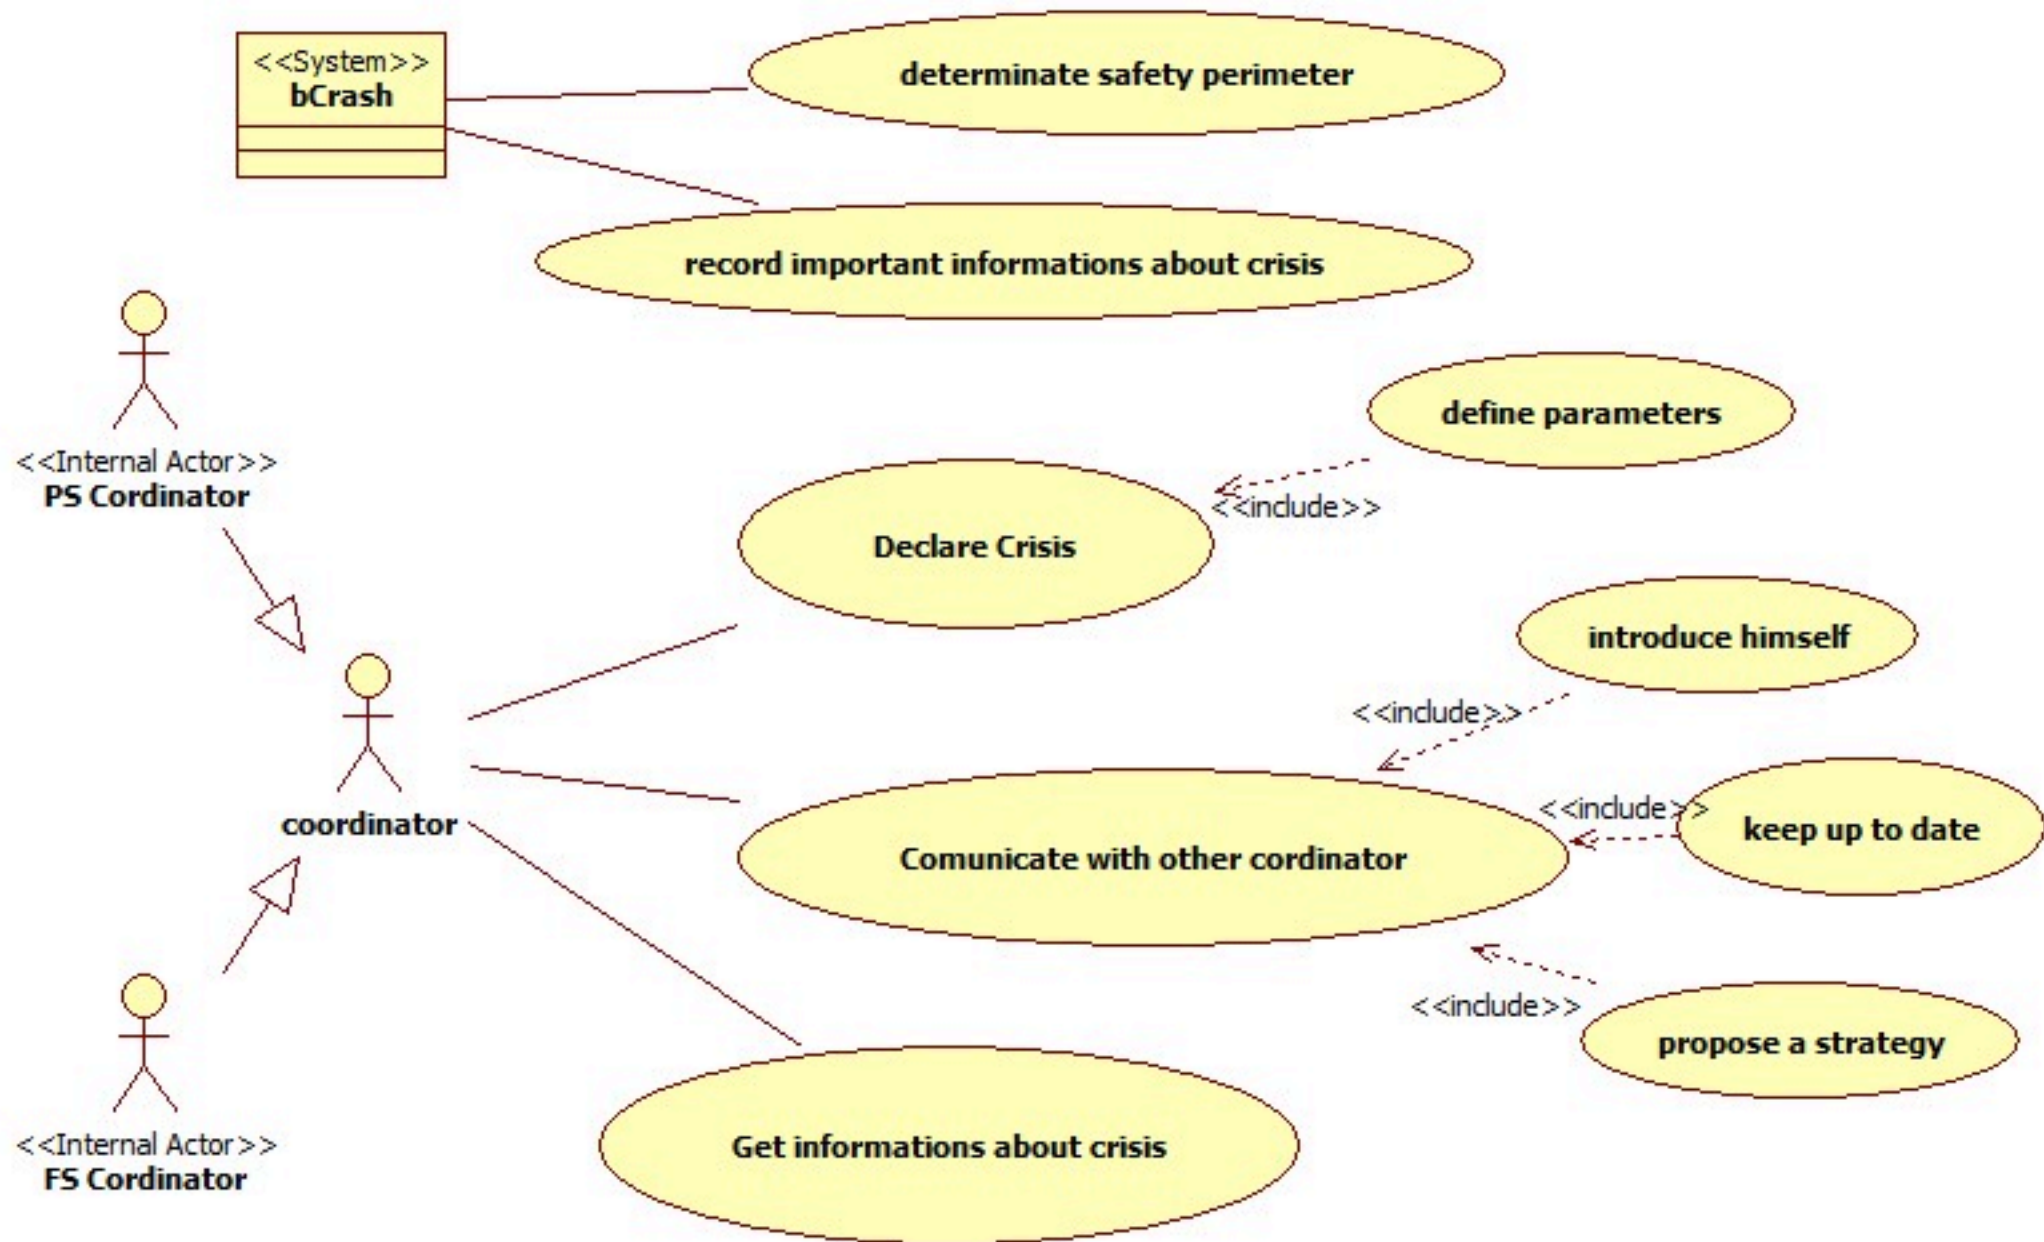 <<System>>
bCrash
determinate safety perimeter
record important informations about crisis
<<Internal Actor>>
PS Cordinator
define parameters
<<include>>
Declare Crisis
introduce himself
<<include>>
coordinator
<<include>>
keep up to date
Comunicate with other cordinator
<<include>>
propose a strategy
<<Internal Actor>>
FS Cordinator
Get informations about crisis